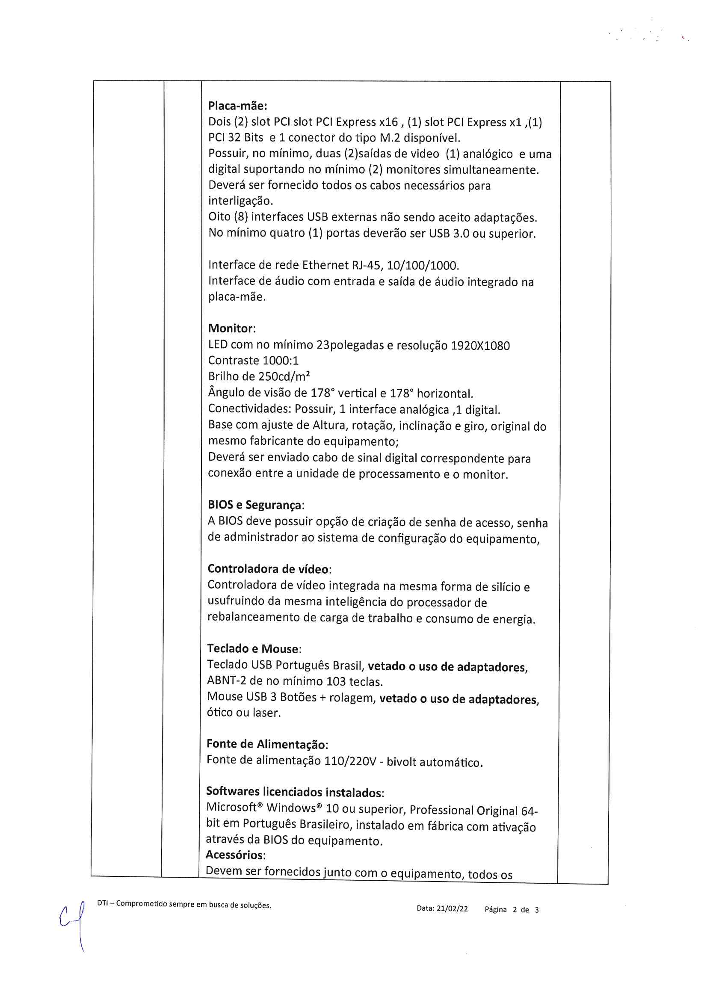 Placa-mãe:
Dois (2) slot PCI slot PCI Express x16 , (1) slot PCI Express x1 ,(1)
PCI 32 Bits  e 1 conector do tipo M.2 disponível.
Possuir, no mínimo, duas (2)saídas de video  (1) analógico  e uma
digital suportando no mínimo (2) monitores simultaneamente.
Deverá ser fornecido todos os cabos necessários para
interligação.
Oito (8) interfaces USB externas não sendo aceito adaptações.
No mínimo quatro (1) portas deverão ser USB 3.0 ou superior.
Interface de rede Ethernet RJ-45, 10/100/1000.
Interface de áudio com entrada e saída de áudio integrado na
placa-mãe.
Monitor:
LED com no mínimo 23polegadas e resolução 1920X1080
Contraste 1000:1
Brilho de 250cd/m²
Ângulo de visão de 178° vertical e 178° horizontal.
Conectividades: Possuir, 1 interface analógica ,1 digital.
Base com ajuste de Altura, rotação, inclinação e giro, original do
mesmo fabricante do equipamento;
Deverá ser enviado cabo de sinal digital correspondente para
conexão entre a unidade de processamento e o monitor.
BIOS e Segurança:
A BIOS deve possuir opção de criação de senha de acesso, senha
de administrador ao sistema de configuração do equipamento,
Controladora de vídeo:
Controladora de vídeo integrada na mesma forma de silício e
usufruindo da mesma inteligência do processador de
rebalanceamento de carga de trabalho e consumo de energia.
Teclado e Mouse:
Teclado USB Português Brasil, vetado o uso de adaptadores,
ABNT-2 de no mínimo 103 teclas.
Mouse USB 3 Botões + rolagem, vetado o uso de adaptadores,
ótico ou laser.
Fonte de Alimentação:
Fonte de alimentação 110/220V - bivolt automático.
Softwares licenciados instalados:
Microsoft® Windows® 10 ou superior, Professional Original 64-
bit em Português Brasileiro, instalado em fábrica com ativação
através da BIOS do equipamento.
Acessórios:
Devem ser fornecidos junto com o equipamento, todos os
DTI – Comprometido sempre em busca de soluções.
Data: 21/02/22 Página 2 de 3